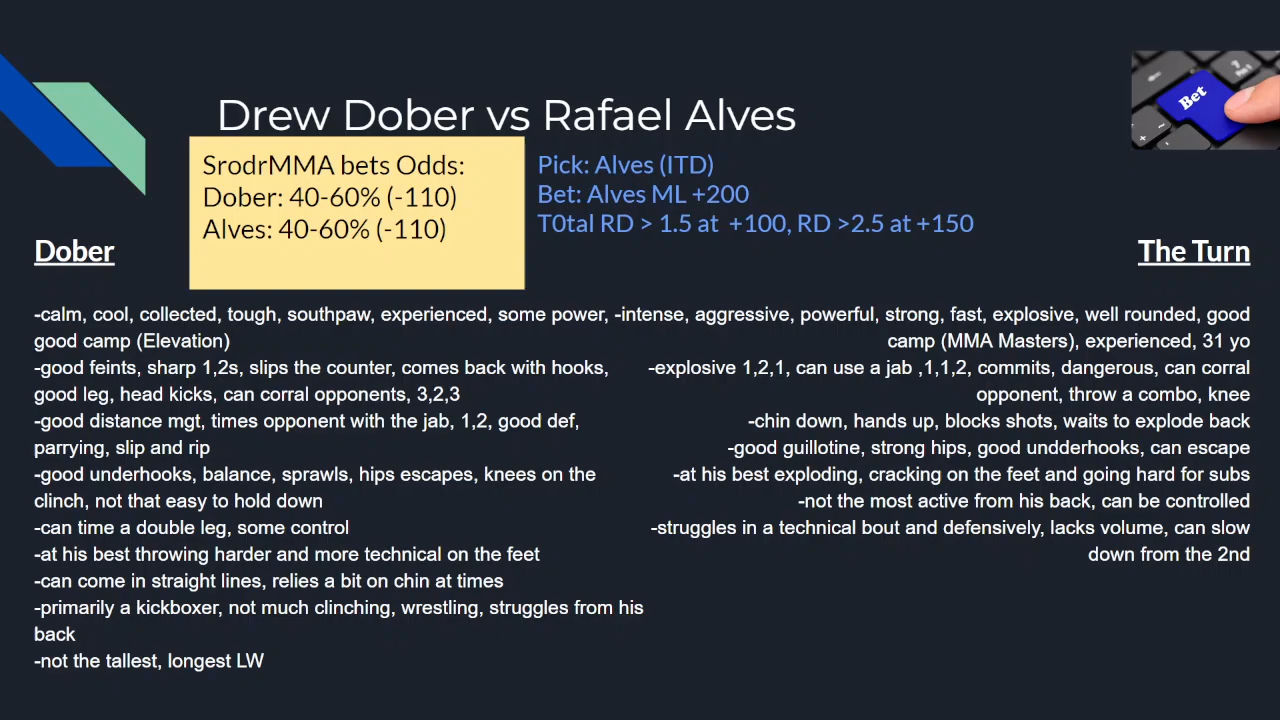 Drew Dober vs Rafael Alves
Bet
SrodrMMA bets Odds:
Dober: 40-60% (-110)
Alves: 40-60% (-110)
Pick: Alves (ITD)
Bet: Alves ML +200
T0tal RD > 1.5 at  +100, RD >2.5 at +150
Dober
-calm, cool, collected, tough, southpaw, experienced, some power,
good camp (Elevation)
-good feints, sharp 1,2s, slips the counter, comes back with hooks,
good leg, head kicks, can corral opponents, 3,2,3
-good distance mgt, times opponent with the jab, 1,2, good def,
parrying, slip and rip
-good underhooks, balance, sprawls, hips escapes, knees on the
clinch, not that easy to hold down
-can time a double leg, some control
-at his best throwing harder and more technical on the feet
-can come in straight lines, relies a bit on chin at times
-primarily a kickboxer, not much clinching, wrestling, struggles from his
back
-not the tallest, longest LW
The Turn
-intense, aggressive, powerful, strong, fast, explosive, well rounded, good
camp (MMA Masters), experienced, 31 yo
-explosive 1,2,1, can use a jab ,1,1,2, commits, dangerous, can corral
opponent, throw a combo, knee
-chin down, hands up, blocks shots, waits to explode back
-good guillotine, strong hips, good undderhooks, can escape
-at his best exploding, cracking on the feet and going hard for subs
-not the most active from his back, can be controlled
-struggles in a technical bout and defensively, lacks volume, can slow
down from the 2nd